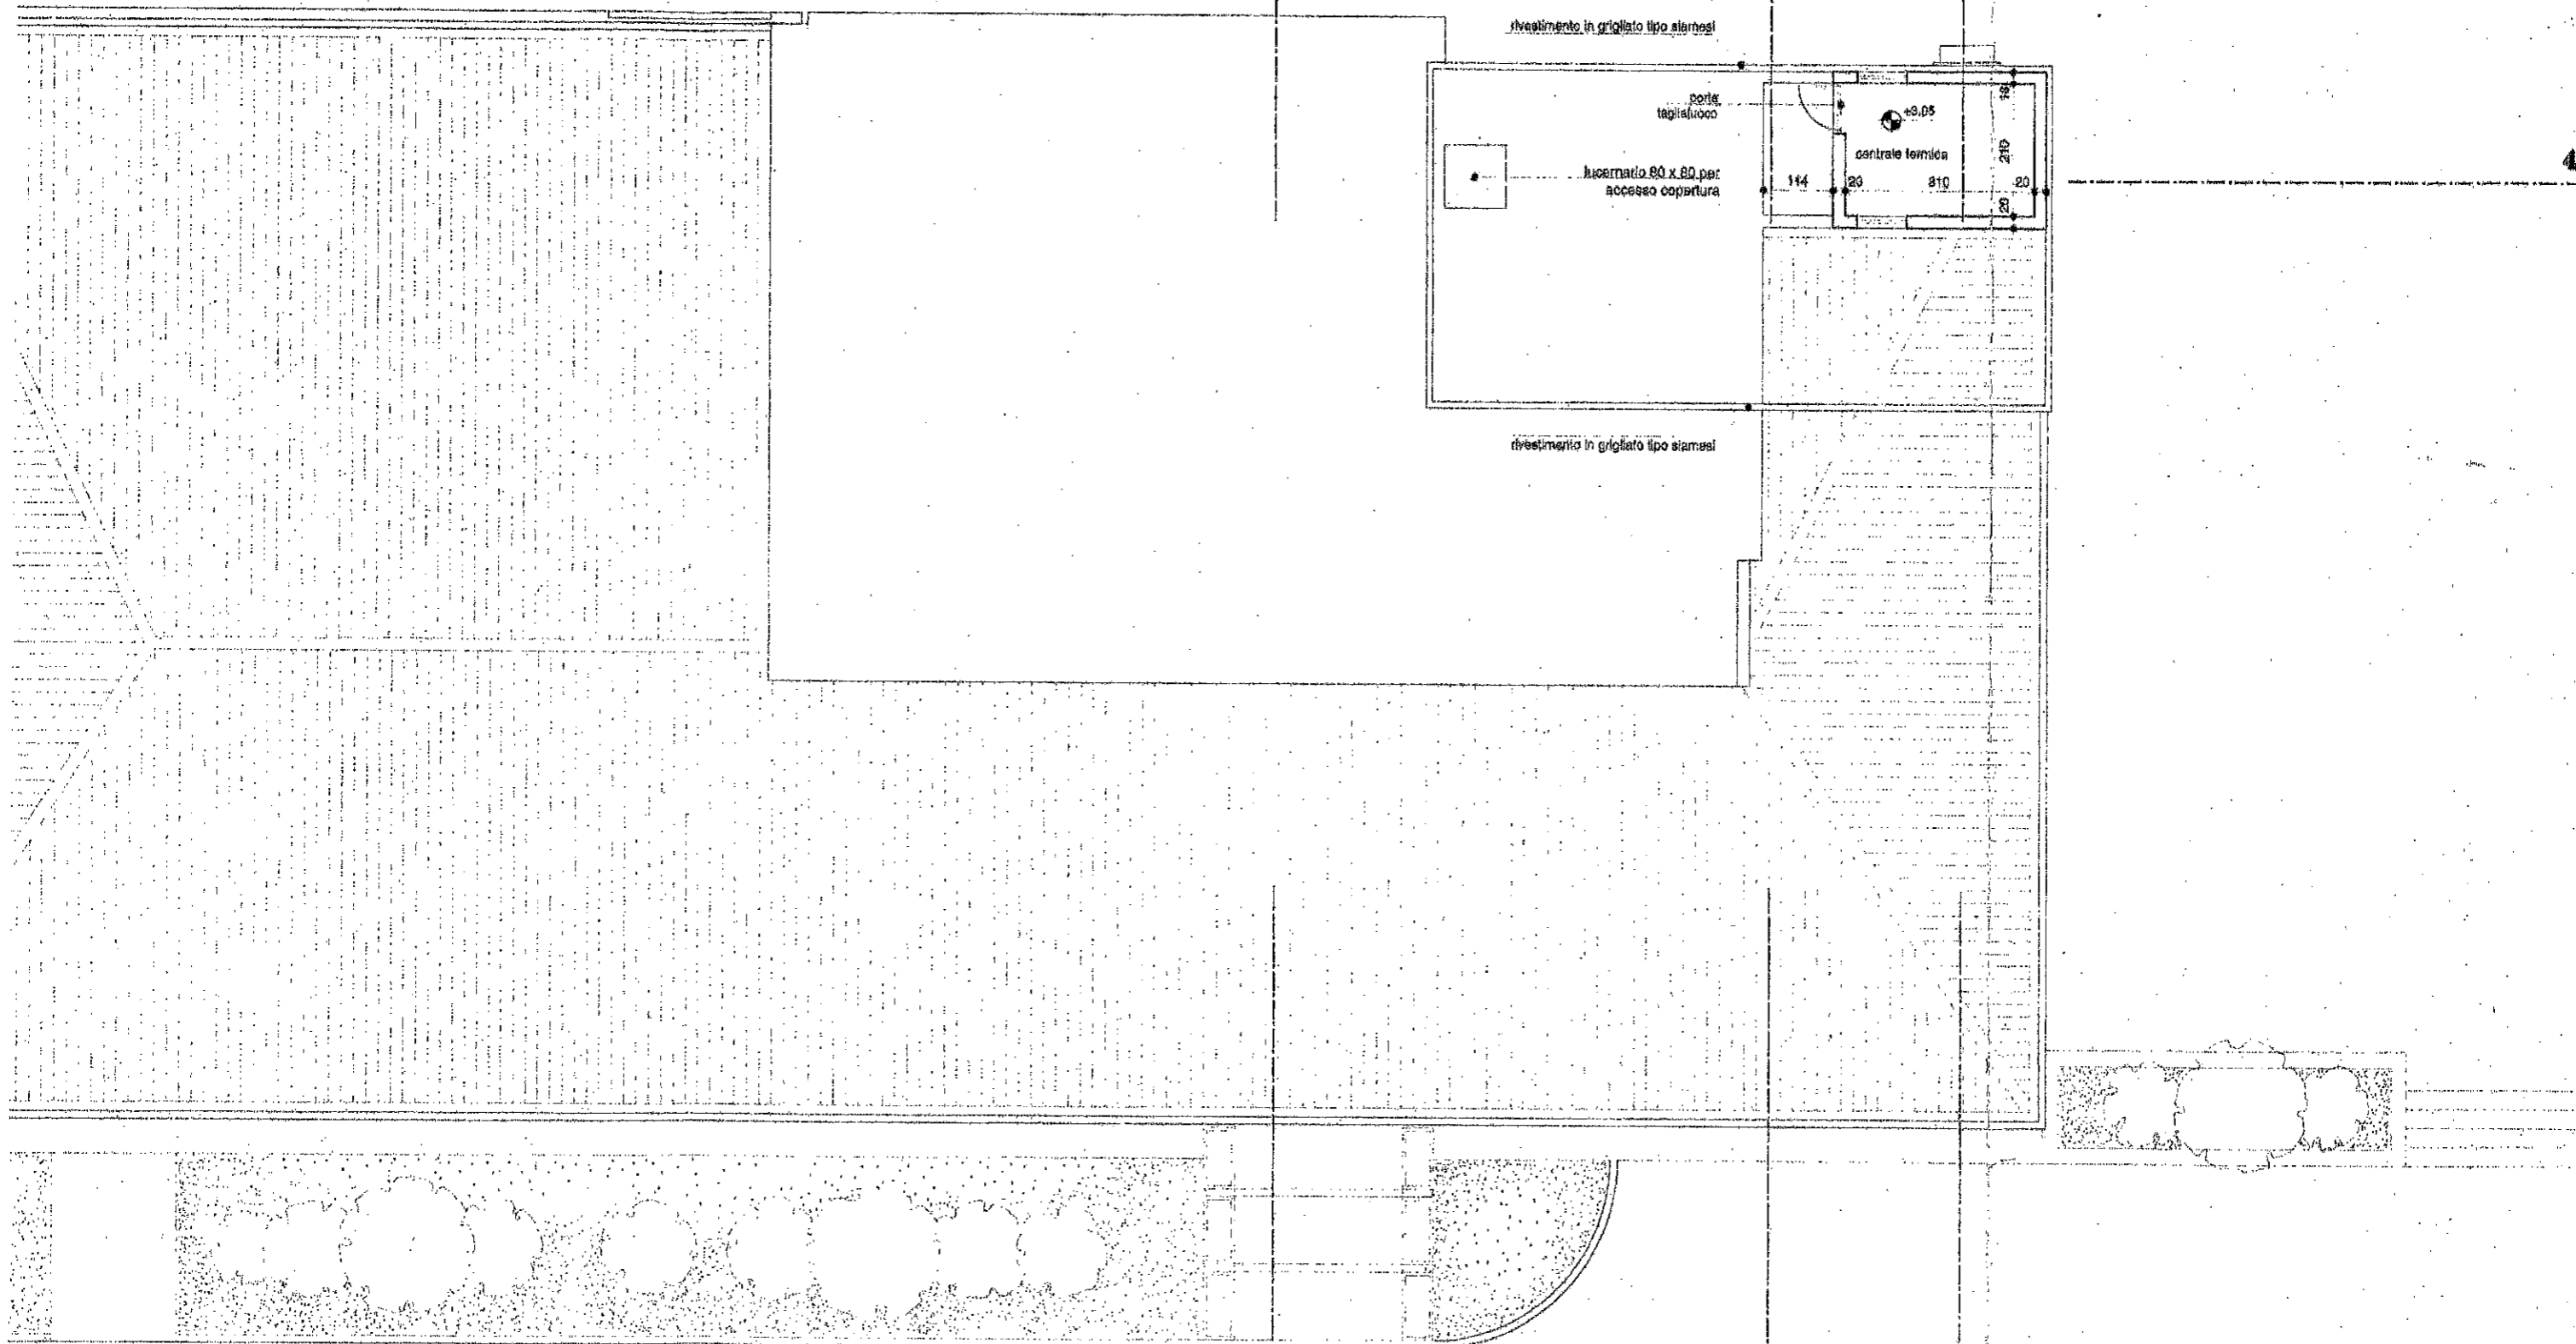 rivestimento in grigliato tipo siamesi
porta
tagliafuoco
+3,05
centrale termica
lucernario 80 x 80 per
accesso copertura
114
20
310
20
210
20
rivestimento in grigliato tipo siamesi